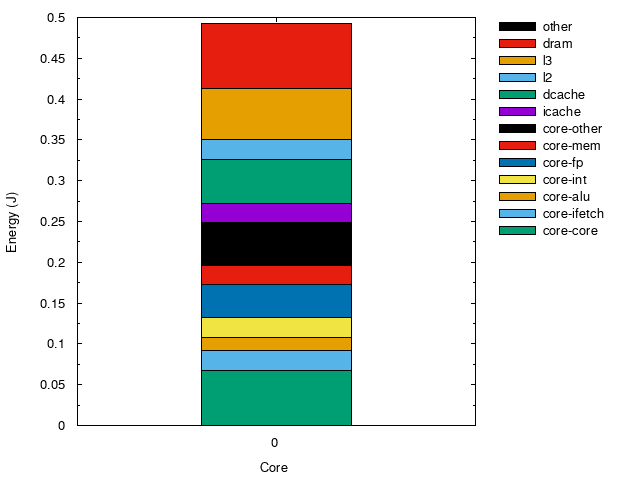 0.5
0.45
0.4
0.35
0.3
0.25
0.2
0.15
0.1
0.05
0
Energy (J)
0
Core
other
dram
l3
l2
dcache
icache
core-other
core-mem
core-fp
core-int
core-alu
core-ifetch
core-core